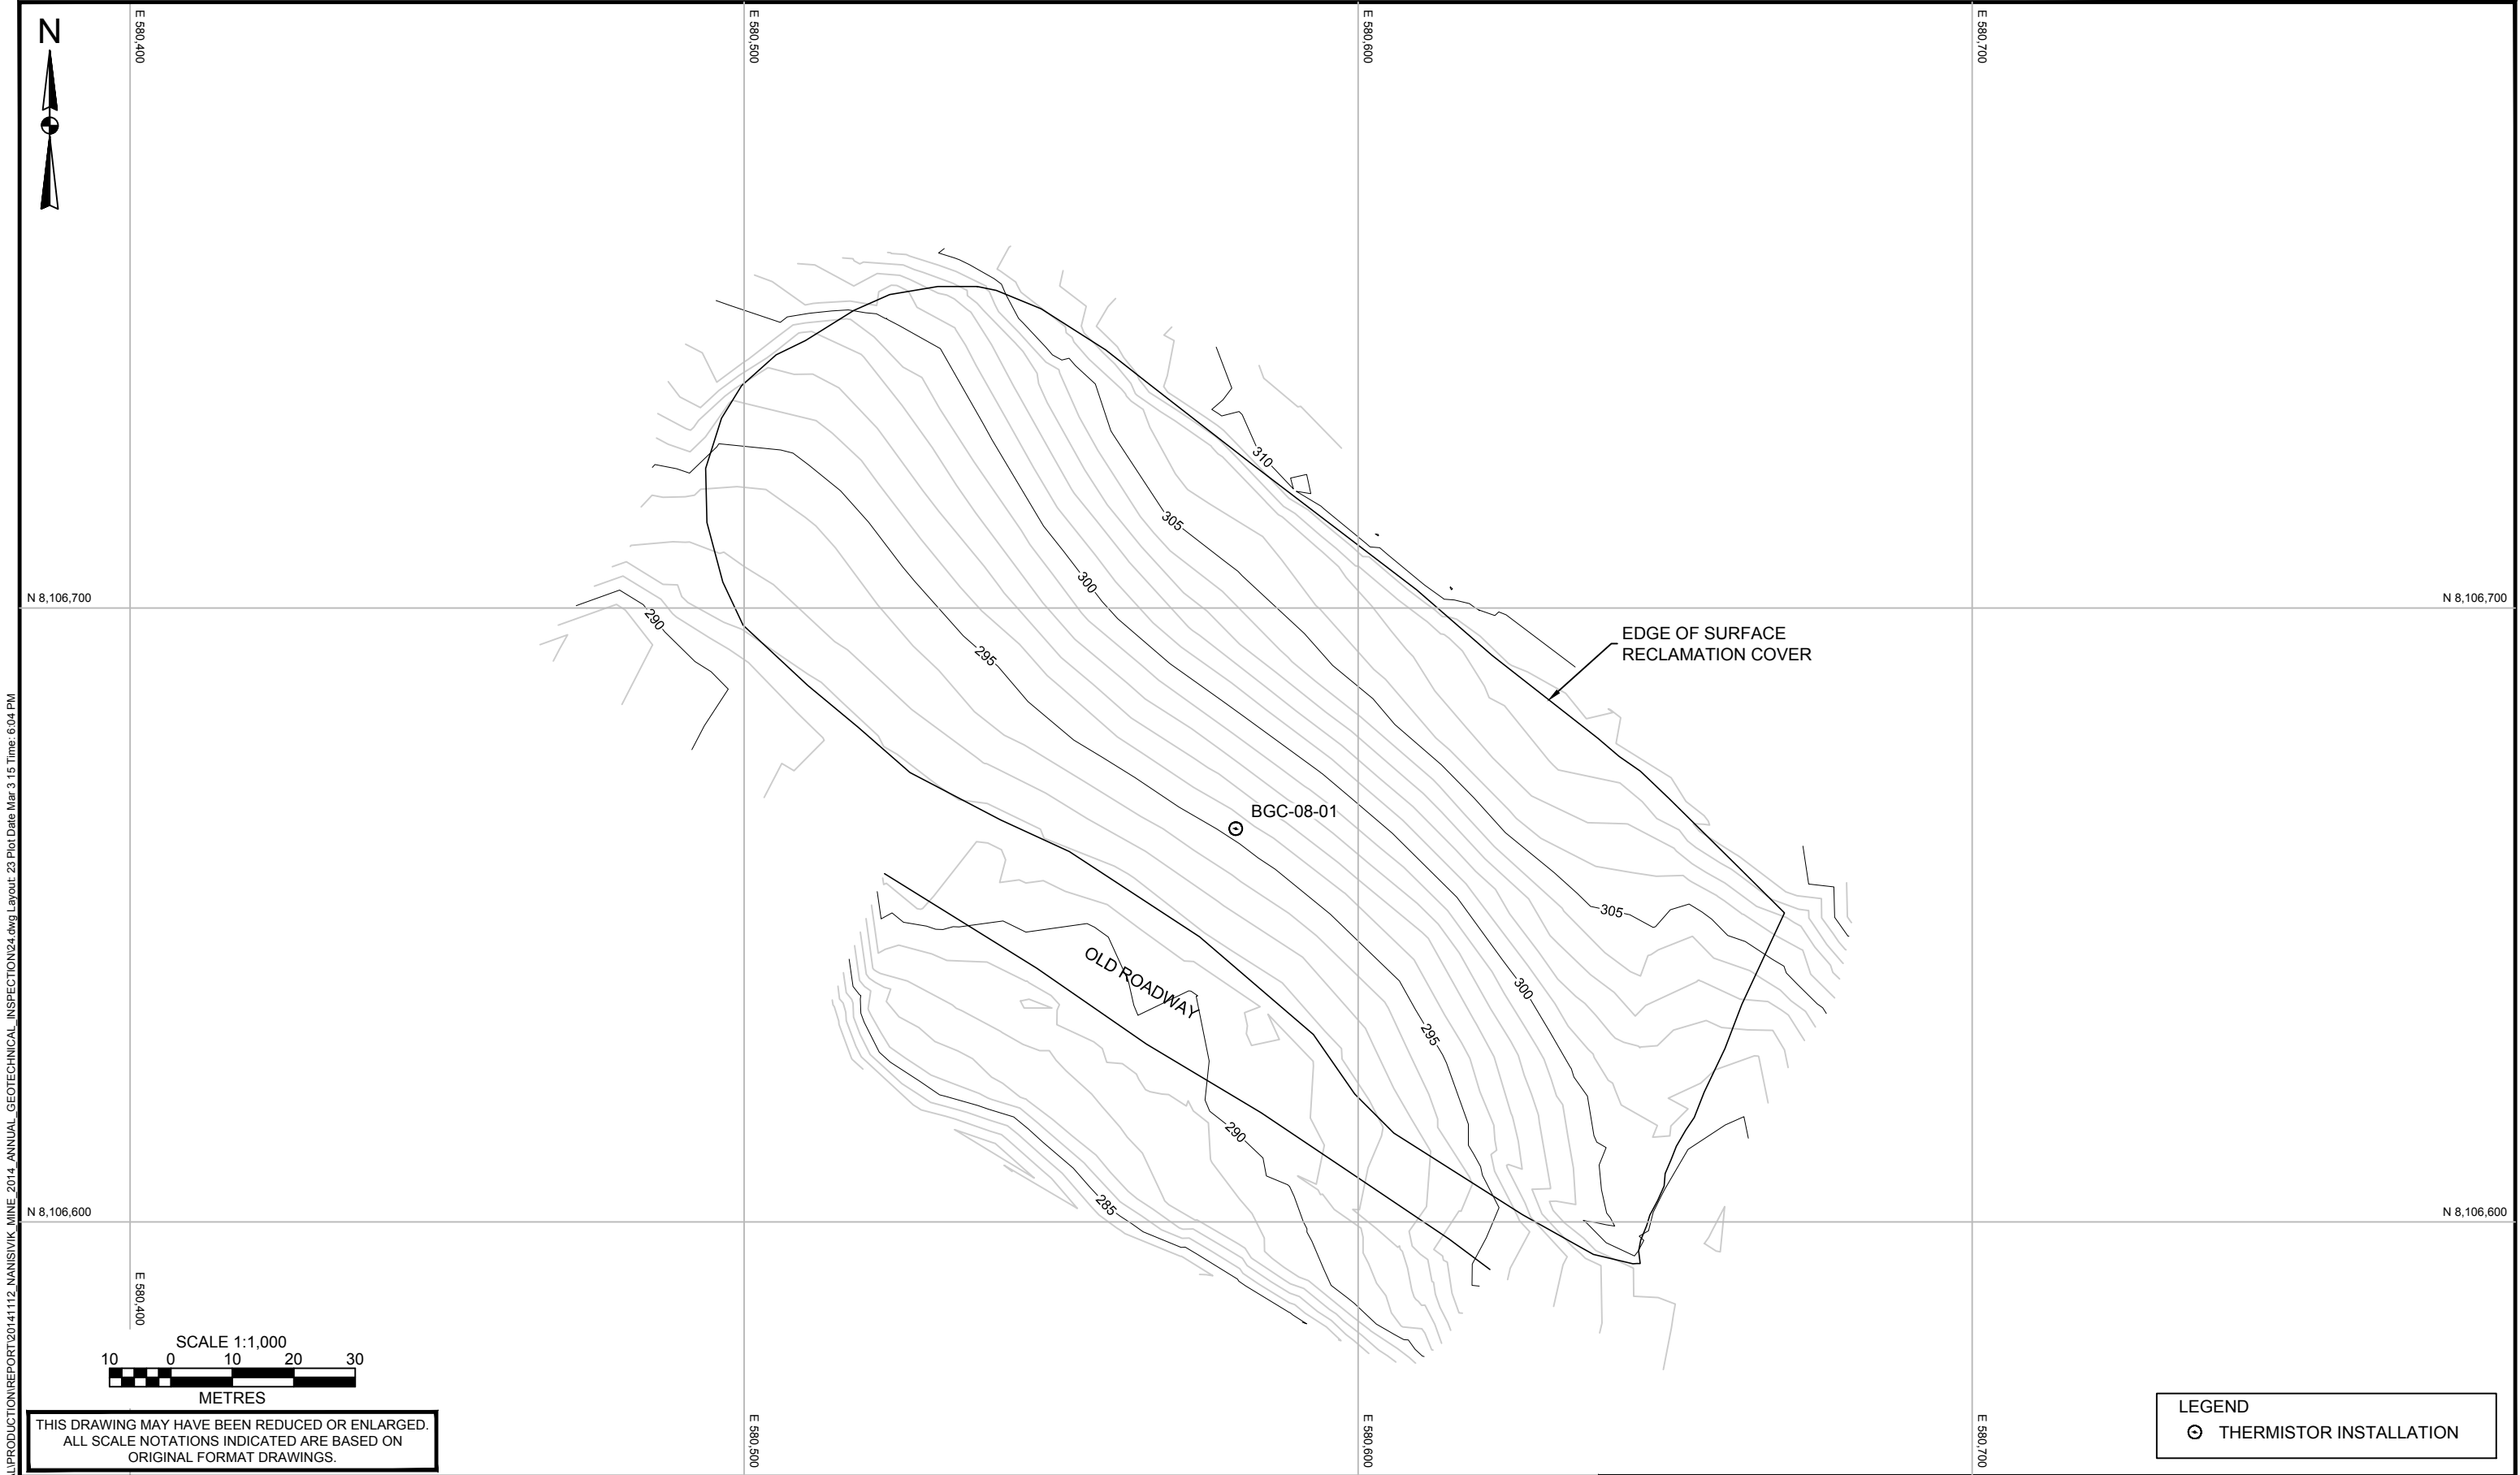 N
E 580,400
E 580,500
E 580,600
E 580,700
310
305
300
N 8,106,700
N 8,106,700
290
EDGE OF SURFACE
RECLAMATION COVER
295
BGC-08-01
305
OLD ROADWAY
300
295
290
285
N 8,106,600
N 8,106,600
E 580,400
E 580,500
E 580,600
E 580,700
SCALE 1:1,000
10 0 10 20 30
METRES
THIS DRAWING MAY HAVE BEEN REDUCED OR ENLARGED.
ALL SCALE NOTATIONS INDICATED ARE BASED ON
ORIGINAL FORMAT DRAWINGS.
LEGEND
THERMISTOR INSTALLATION
L\PRODUCTION\REPORT\20141112_NANISIVIK_MINE_2014_ANNUAL_GEOTECHNICAL_INSPECTION\24.dwg Layout: 23 Plot Date Mar 3 15 Time: 6:04 PM